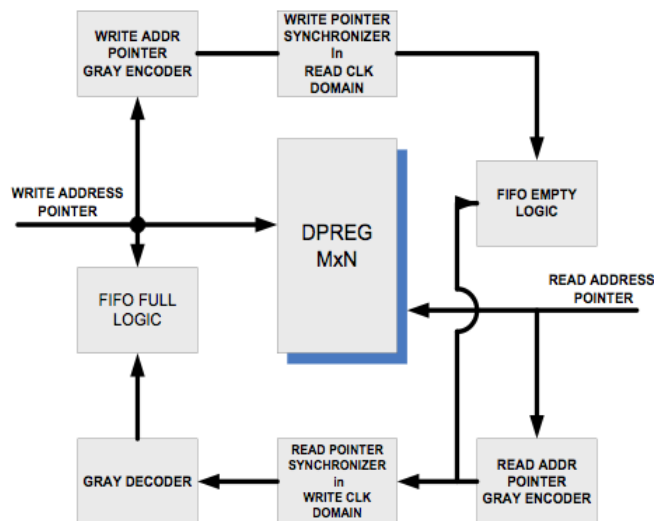 WRITE ADDR
POINTER
GRAY ENCODER
WRITE POINTER
SYNCHRONIZER
In
READ CLK
DOMAIN
WRITE ADDRESS
POINTER
DPREG
MxN
FIFO EMPTY
LOGIC
FIFO FULL
LOGIC
READ ADDRESS
POINTER
GRAY DECODER
READ POINTER
SYNCHRONIZER
in
WRITE CLK
DOMAIN
READ ADDR
POINTER
GRAY ENCODER